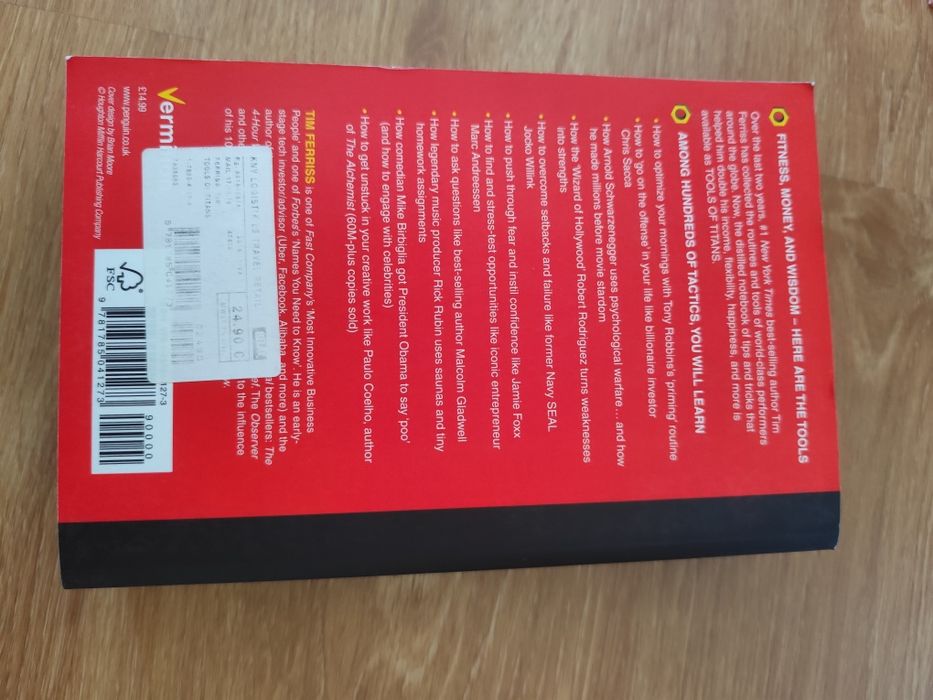 FITNESS, MONEY, AND WISDOM – HERE ARE THE TOOLS
Over the last two years, #1 New York Times best-selling author Tim
Ferriss has collected the routines and tools of world-class performers
around the globe. Now, the distilled notebook of tips and tricks that
helped him double his income, flexibility, happiness, and more is
available as TOOLS OF TITANS.
AMONG HUNDREDS OF TACTICS, YOU WILL LEARN
• How to optimize your mornings with Tony Robbins's 'priming' routine
• How to 'go on the offense' in your life like billionaire investor
Chris Sacca
• How Arnold Schwarzenegger uses psychological warfare ... and how
he made millions before movie stardom
• How the 'Wizard of Hollywood' Robert Rodriguez turns weaknesses
into strengths
• How to overcome setbacks and failure like former Navy SEAL
Jocko Willink
• How to push through fear and instil confidence like Jamie Foxx
• How to find and stress-test opportunities like iconic entrepreneur
Marc Andreessen
• How to ask questions like best-selling author Malcolm Gladwell
• How legendary music producer Rick Rubin uses saunas and tiny
homework assignments
• How comedian Mike Birbiglia got President Obama to say 'poo'
(and how to engage with celebrities)
• How to get unstuck in your creative work like Paulo Coelho, author
of The Alchemist (60M-plus copies sold)
TIM FERRISS is one of Fast Company's 'Most Innovative Business
People' and one of Forbes's 'Names You Need to Know'. He is an early-
stage tech investor/advisor (Uber, Facebook, Alibaba, and more) and the
author of bestsellers: The
4-Hour The Observer
and othe to the influence
of his 10
24.90 €
TOOLS OF TITANS
Verm
£14.99
www.penguin.co.uk
Cover design by Brian Moore
© Houghton Mifflin Harcourt Publishing Company
FSC
127-3
9 781785 041273
90000